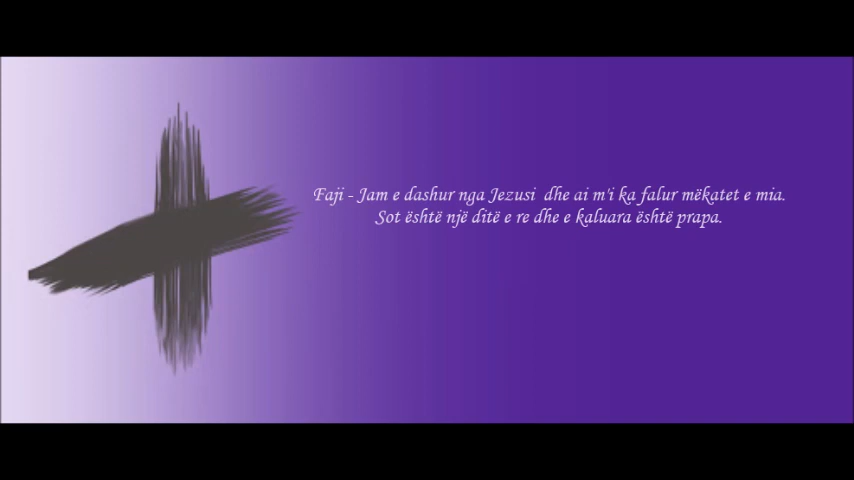 Faji - Jam e dashur nga Jezusi dhe ai m'i ka falur mëkatet e mia.
Sot është një ditë e re dhe e kaluara është prapa.